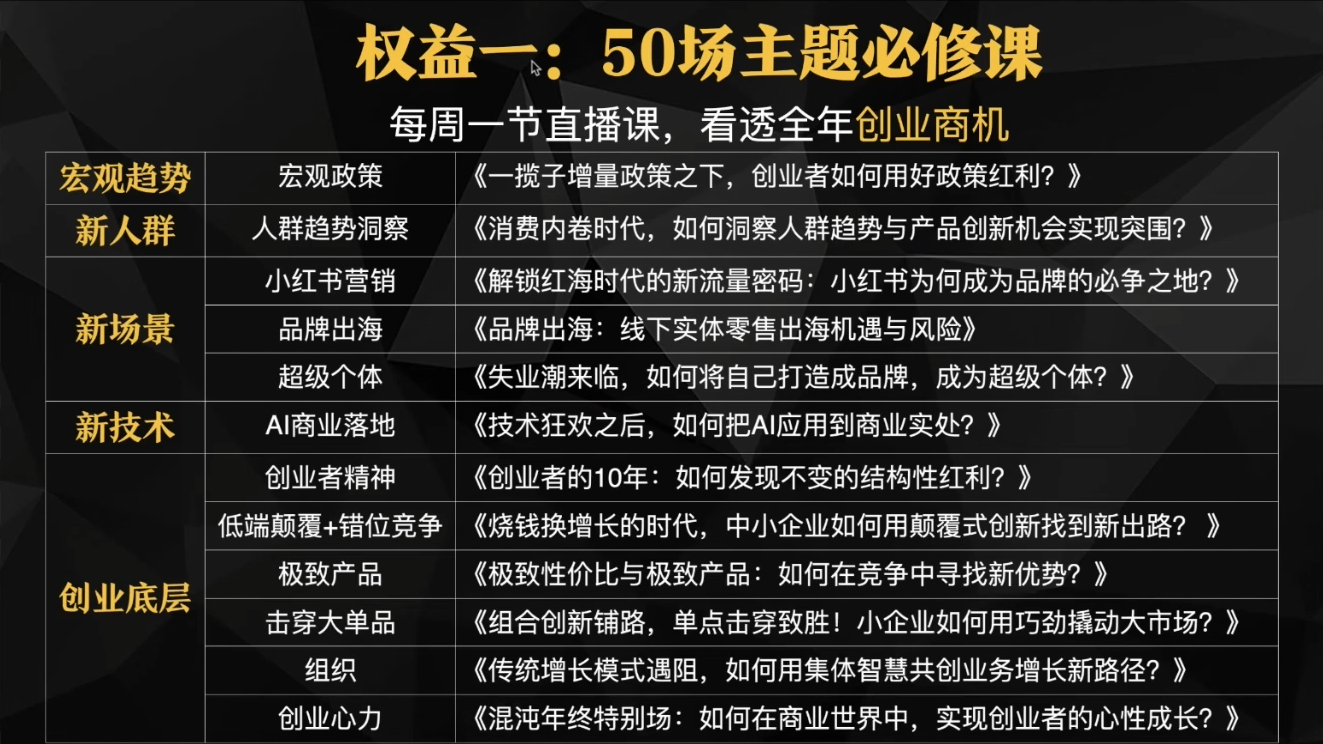 权益一：50场主题必修课
每周一节直播课，看透全年创业商机
宏观趋势 宏观政策 《一揽子增量政策之下，创业者如何用好政策红利？》
新人群 人群趋势洞察 《消费内卷时代，如何洞察人群趋势与产品创新机会实现突围？》
新场景 小红书营销 《解锁红海时代的新流量密码：小红书为何成为品牌的必争之地？》
品牌出海 《品牌出海：线下实体零售出海机遇与风险》
超级个体 《失业潮来临，如何将自己打造成品牌，成为超级个体？》
新技术 AI商业落地 《技术狂欢之后，如何把AI应用到商业实处？》
创业底层 创业者精神 《创业者的10年：如何发现不变的结构性红利？》
低端颠覆+错位竞争 《烧钱换增长的时代，中小企业如何用颠覆式创新找到新出路？ 》
极致产品 《极致性价比与极致产品：如何在竞争中寻找新优势？》
击穿大单品 《组合创新铺路，单点击穿致胜！小企业如何用巧劲撬动大市场？》
组织 《传统增长模式遇阻，如何用集体智慧共创业务增长新路径？》
创业心力 《混沌年终特别场：如何在商业世界中，实现创业者的心性成长？》